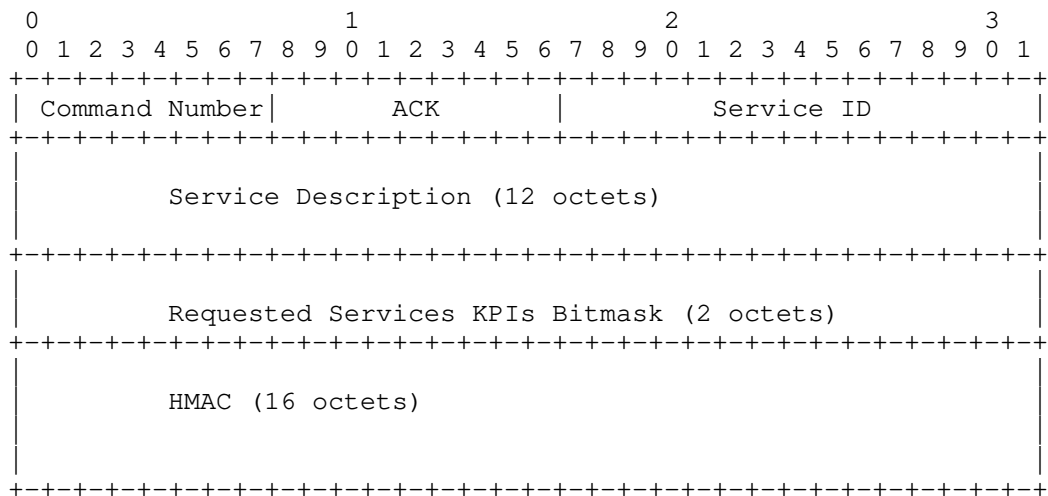 0                   1                   2                   3
 0 1 2 3 4 5 6 7 8 9 0 1 2 3 4 5 6 7 8 9 0 1 2 3 4 5 6 7 8 9 0 1
+-+-+-+-+-+-+-+-+-+-+-+-+-+-+-+-+-+-+-+-+-+-+-+-+-+-+-+-+-+-+-+-+
| Command Number|       ACK       |         Service ID          |
+-+-+-+-+-+-+-+-+-+-+-+-+-+-+-+-+-+-+-+-+-+-+-+-+-+-+-+-+-+-+-+-+
|                                                               |
|         Service Description (12 octets)                       |
|                                                               |
+-+-+-+-+-+-+-+-+-+-+-+-+-+-+-+-+-+-+-+-+-+-+-+-+-+-+-+-+-+-+-+-+
|                                                               |
|         Requested Services KPIs Bitmask (2 octets)            |
+-+-+-+-+-+-+-+-+-+-+-+-+-+-+-+-+-+-+-+-+-+-+-+-+-+-+-+-+-+-+-+-+
|                                                               |
|         HMAC (16 octets)                                      |
|                                                               |
|                                                               |
+-+-+-+-+-+-+-+-+-+-+-+-+-+-+-+-+-+-+-+-+-+-+-+-+-+-+-+-+-+-+-+-+